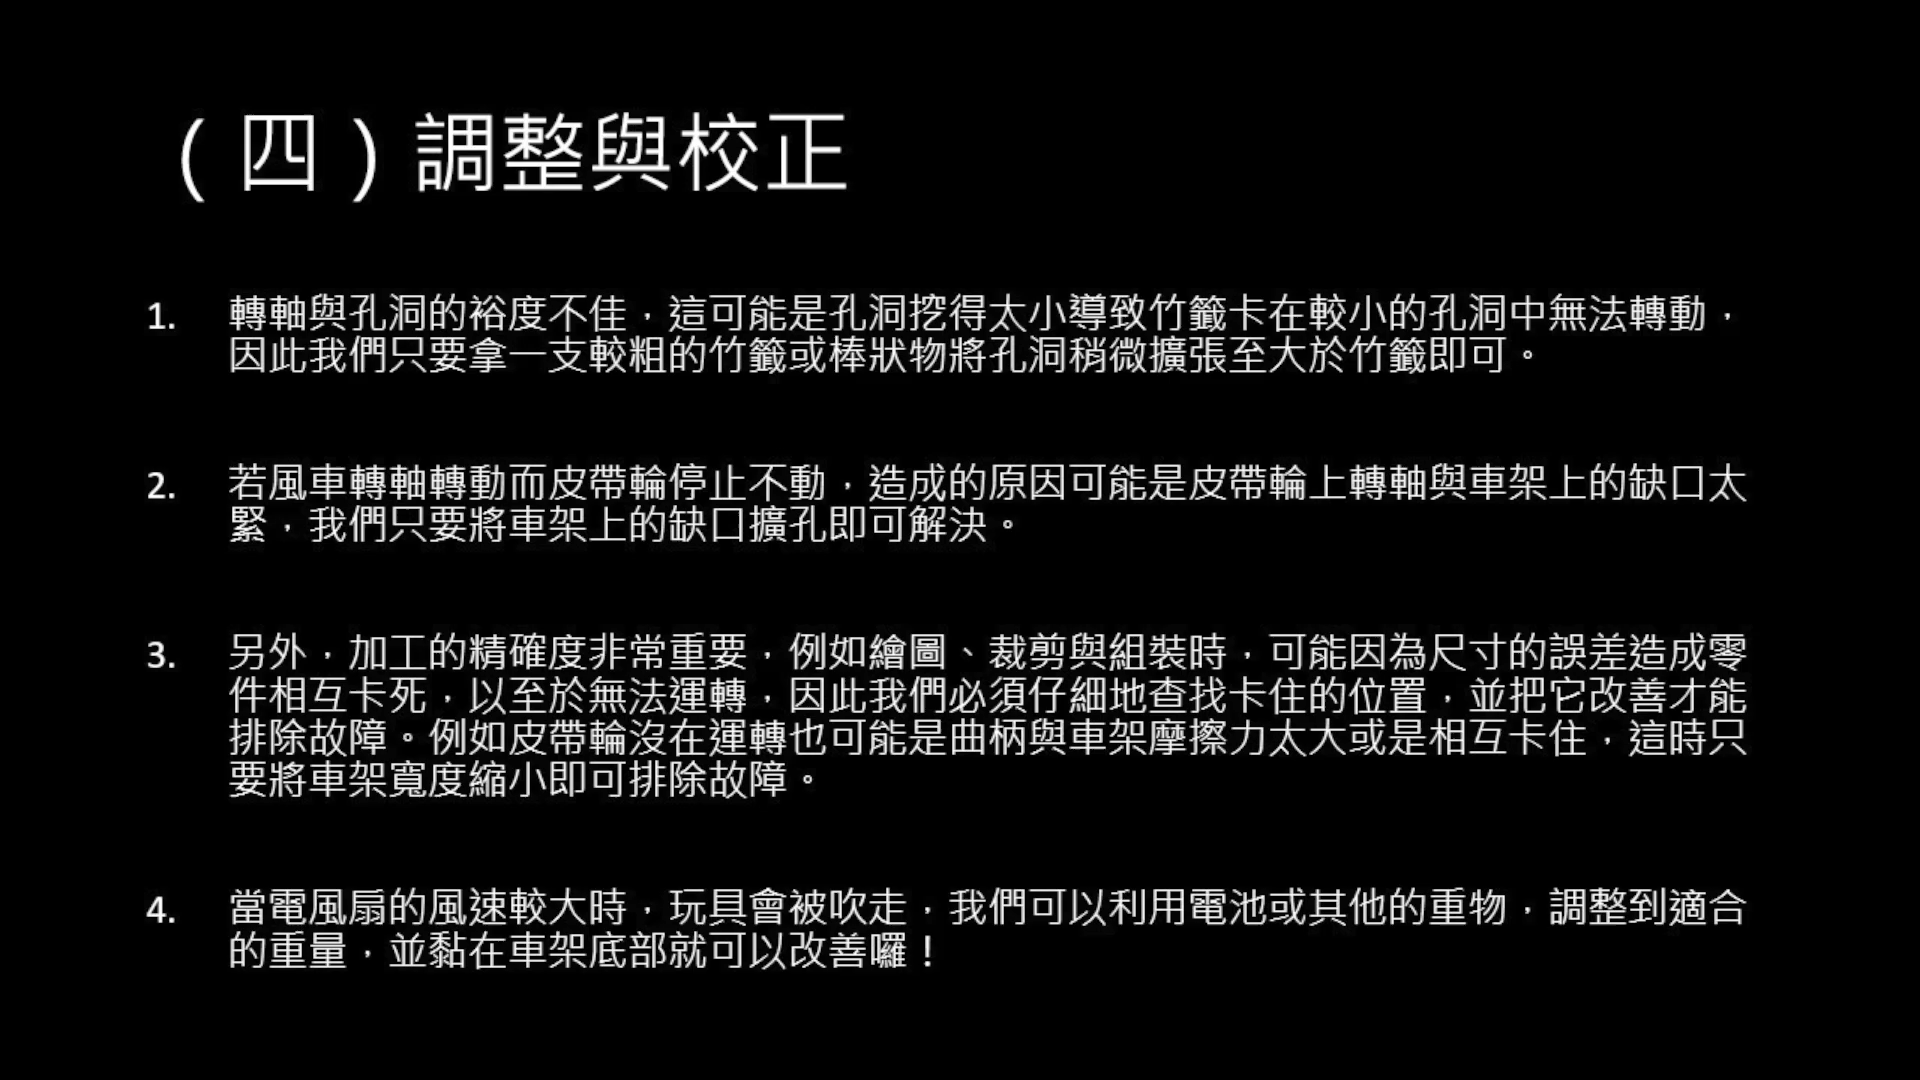 （四）調整與校正
1. 轉軸與孔洞的裕度不佳，這可能是孔洞挖得太小導致竹籤卡在較小的孔洞中無法轉動，
因此我們只要拿一支較粗的竹籤或棒狀物將孔洞稍微擴張至大於竹籤即可。
2. 若風車轉軸轉動而皮帶輪停止不動，造成的原因可能是皮帶輪上轉軸與車架上的缺口太
緊，我們只要將車架上的缺口擴孔即可解決。
3. 另外，加工的精確度非常重要，例如繪圖、裁剪與組裝時，可能因為尺寸的誤差造成零
件相互卡死，以至於無法運轉，因此我們必須仔細地查找卡住的位置，並把它改善才能
排除故障。例如皮帶輪沒在運轉也可能是曲柄與車架摩擦力太大或是相互卡住，這時只
要將車架寬度縮小即可排除故障。
4. 當電風扇的風速較大時，玩具會被吹走，我們可以利用電池或其他的重物，調整到適合
的重量，並黏在車架底部就可以改善囉！